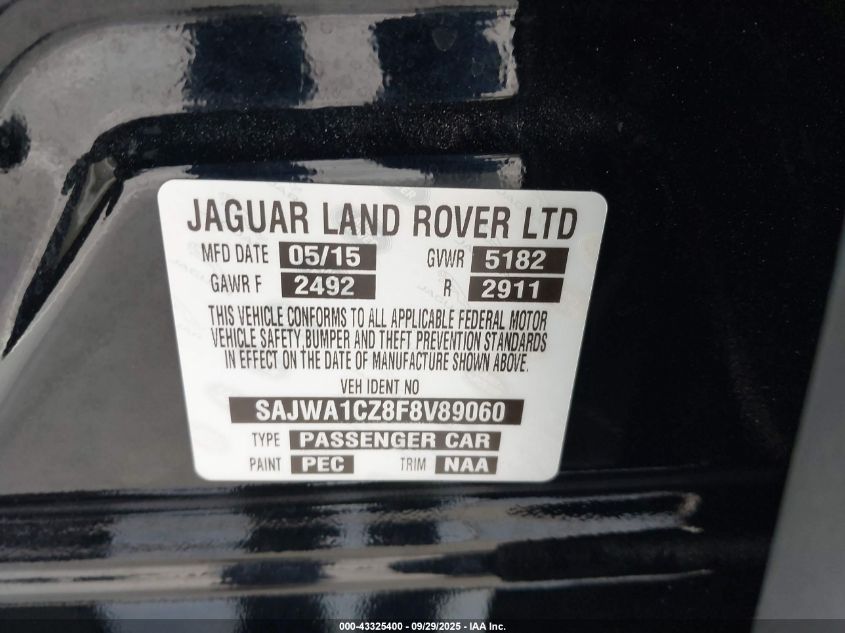 JAGUAR LAND ROVER LTD
MFD DATE 05/15 GVWR 5182
GAWR F 2492 R 2911
THIS VEHICLE CONFORMS TO ALL APPLICABLE FEDERAL MOTOR
VEHICLE SAFETY,BUMPER AND THEFT PREVENTION STANDARDS
IN EFFECT ON THE DATE OF MANUFACTURE SHOWN ABOVE.
VEH IDENT NO
SAJWA1CZ8F8V89060
TYPE PASSENGER CAR
PAINT PEC TRIM NAA
000-43325400 - 09/29/2025 - IAA Inc.